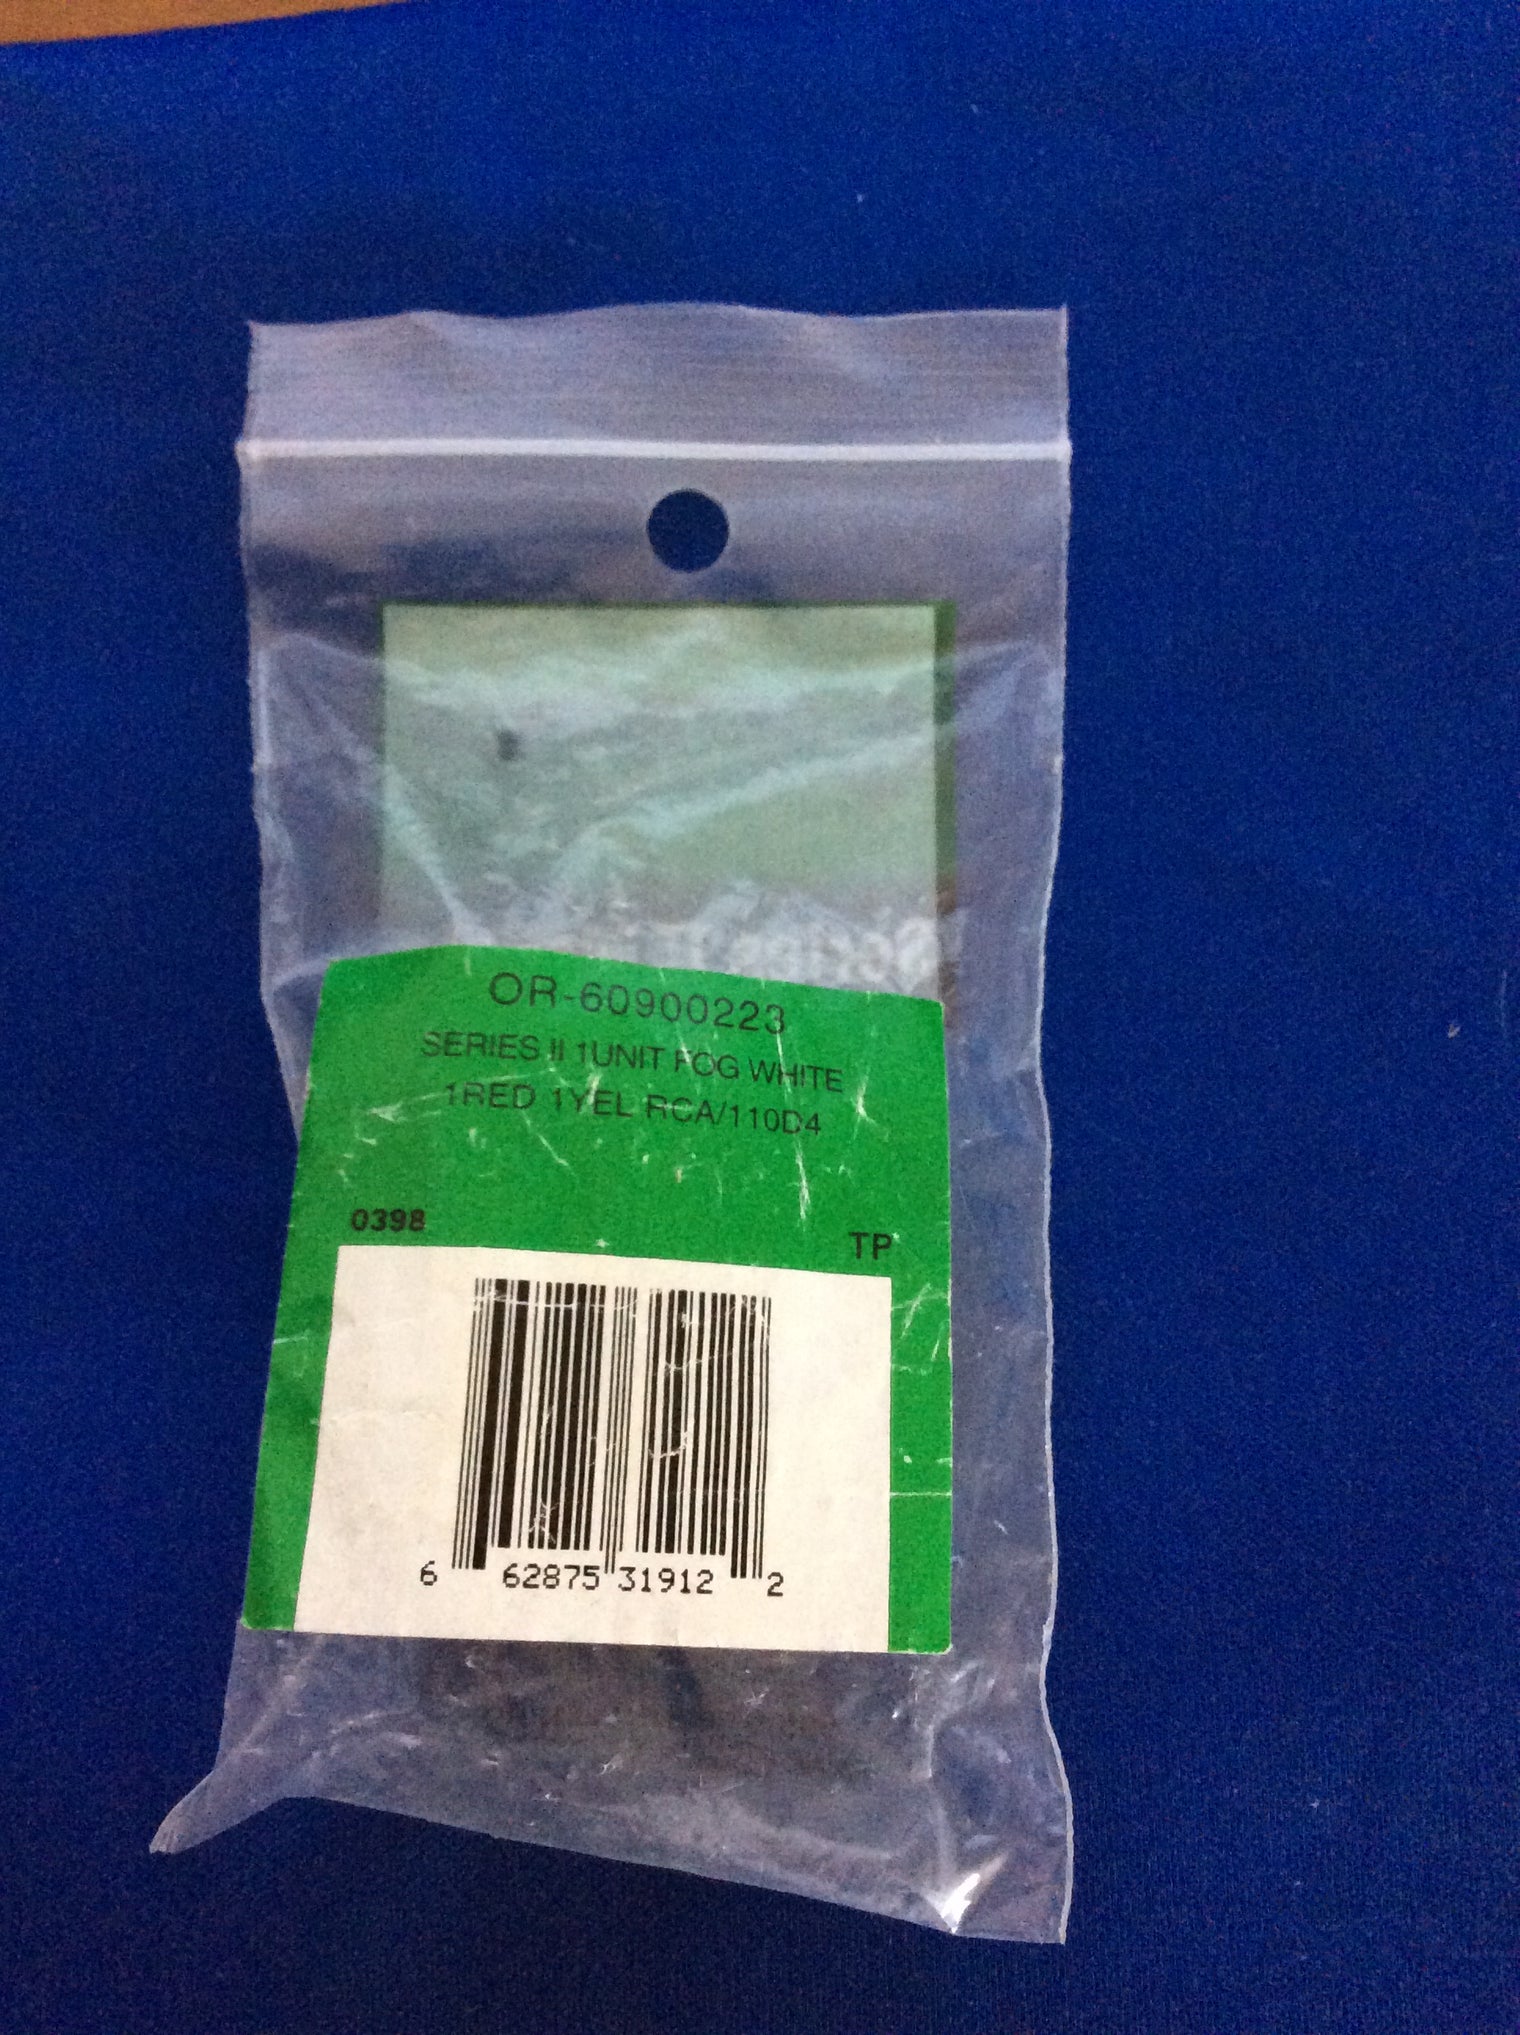 OR-60900223
SERIES II 1UNIT FOG WHITE
1RED 1YEL RCA/110D4
0398
TP
6 62875 31912 2